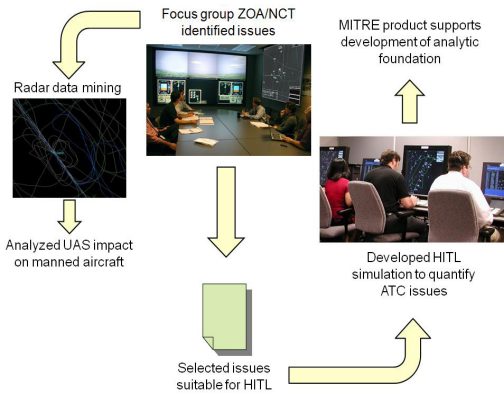 Focus group ZOA/NCT
identified issues
MITRE product supports
development of analytic
foundation
Radar data mining
Analyzed UAS impact
on manned aircraft
Developed HITL
simulation to quantify
ATC issues
Selected issues
suitable for HITL